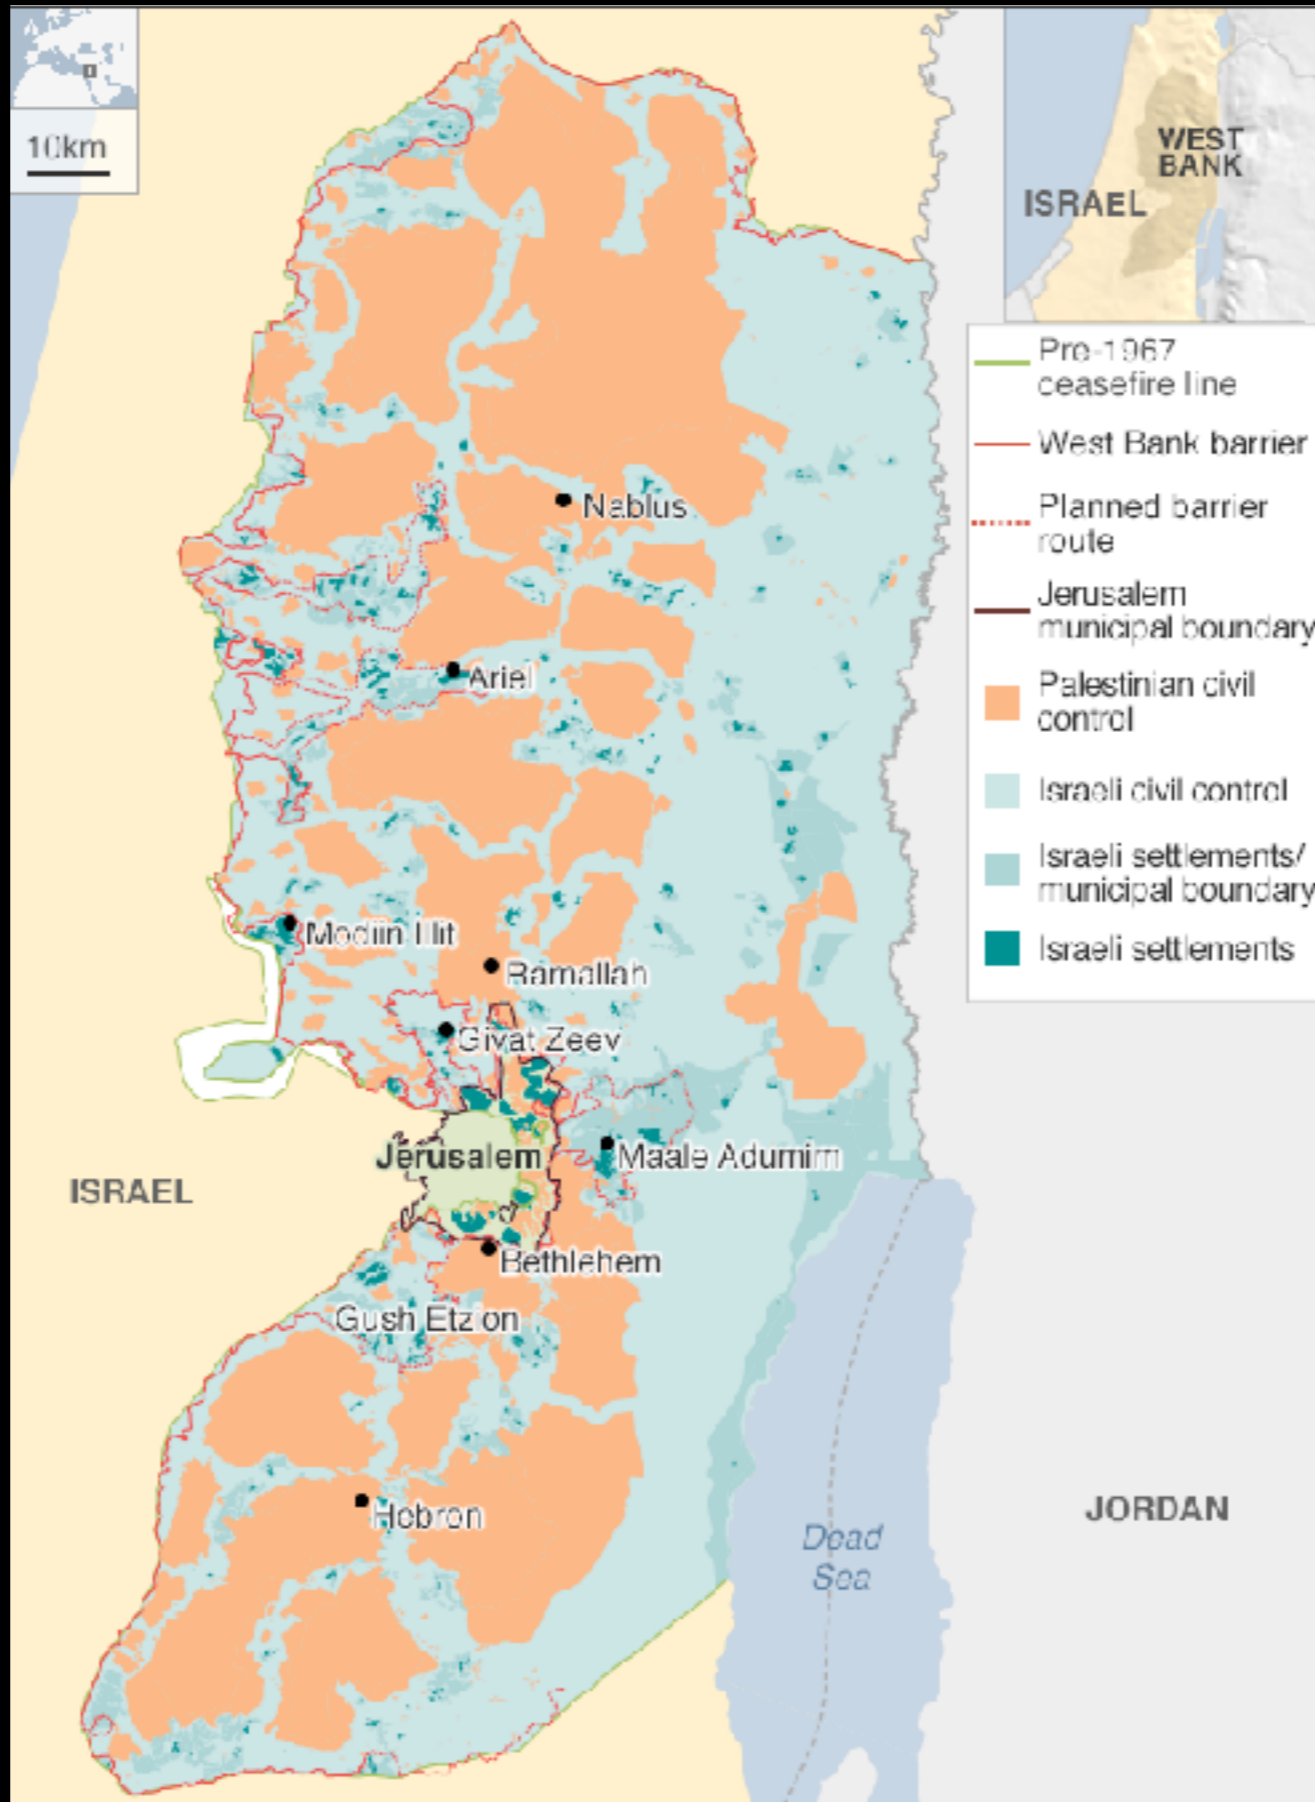 10km
WEST
BANK
ISRAEL
Pre-1967
ceasefire line
West Bank barrier
Planned barrier
route
Jerusalem
municipal boundary
Palestinian civil
control
Israeli civil control
Israeli settlements/
municipal boundary
Israeli settlements
Nablus
Ariel
Modiin Illit
Ramallah
Givat Zeev
Jerusalem
Maale Adumim
ISRAEL
Bethlehem
Gush Etzion
Hebron
JORDAN
Dead
Sea